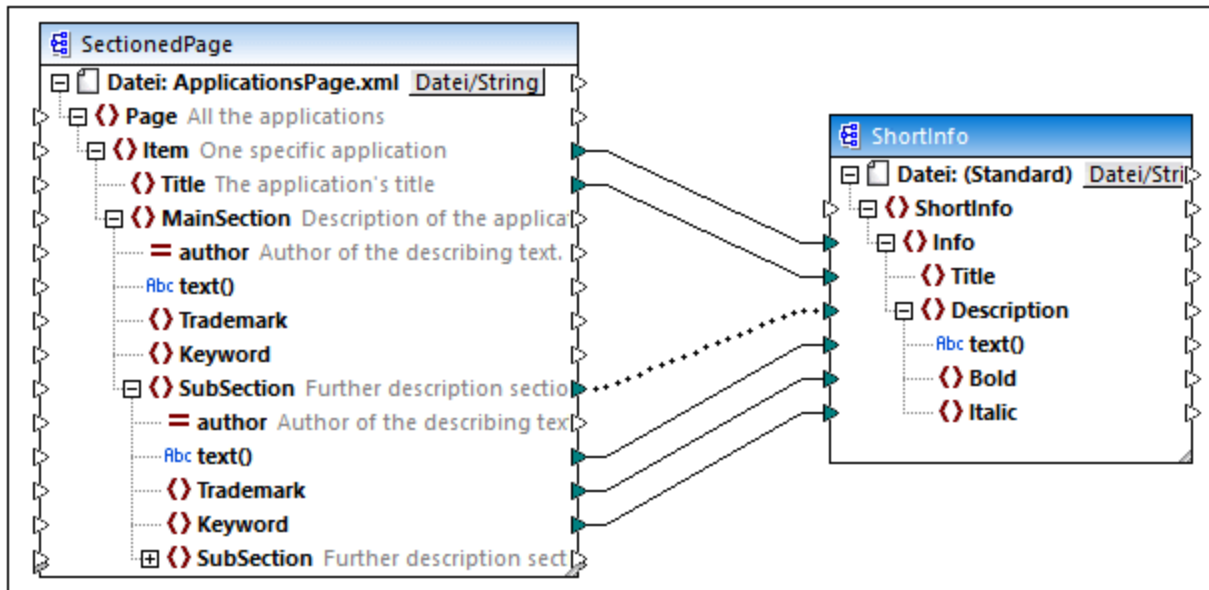 SectionedPage
Datei: ApplicationsPage.xml Datei/String
Page All the applications
Item One specific application
Title The application's title
MainSection Description of the applica
author Author of the describing text.
Abc text()
Trademark
Keyword
SubSection Further description sectio
author Author of the describing tex
Abc text()
Trademark
Keyword
SubSection Further description sect
ShortInfo
Datei: (Standard) Datei/Stri
ShortInfo
Info
Title
Description
Abc text()
Bold
Italic